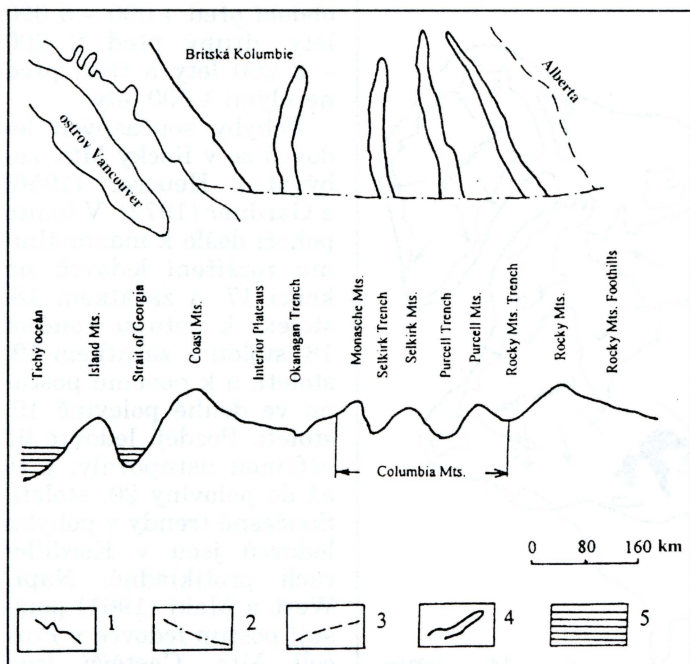 Britská Kolumbie
Alberta
ostrov Vancouver
Tichý oceán
Island Mts.
Strait of Georgia
Coast Mts.
Interior Plateaus
Okanagan Trench
Monasche Mts.
Selkirk Trench
Selkirk Mts.
Purcell Trench
Purcell Mts.
Rocky Mts. Trench
Rocky Mts.
Rocky Mts. Foothills
Columbia Mts.
0 80 160 km
1 2 3 4 5